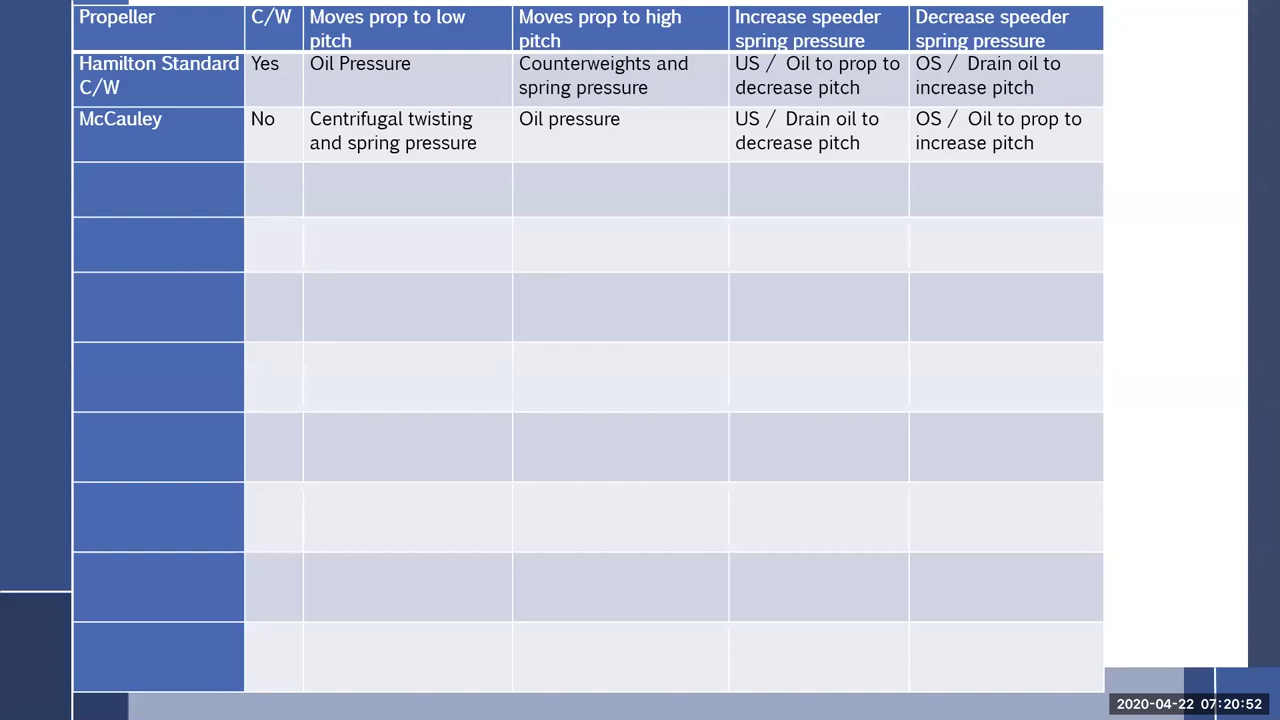 Propeller
C/W
Moves prop to low
pitch
Moves prop to high
pitch
Increase speeder
spring pressure
Decrease speeder
spring pressure
Hamilton Standard
C/W
Yes
Oil Pressure
Counterweights and
spring pressure
US / Oil to prop to
decrease pitch
OS / Drain oil to
increase pitch
McCauley
No
Centrifugal twisting
and spring pressure
Oil pressure
US / Drain oil to
decrease pitch
OS / Oil to prop to
increase pitch
2020-04-22 07:20:52